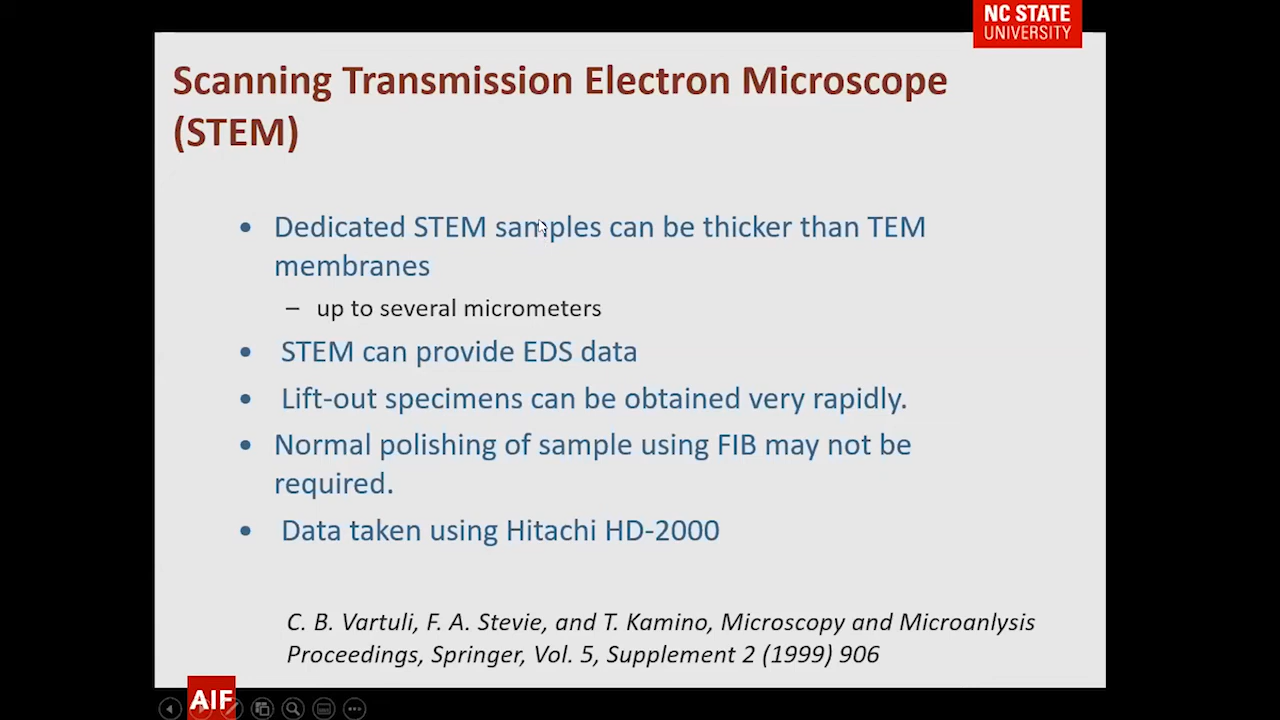 NC STATE
UNIVERSITY
Scanning Transmission Electron Microscope
(STEM)
• Dedicated STEM samples can be thicker than TEM
membranes
– up to several micrometers
• STEM can provide EDS data
• Lift-out specimens can be obtained very rapidly.
• Normal polishing of sample using FIB may not be
required.
• Data taken using Hitachi HD-2000
C. B. Vartuli, F. A. Stevie, and T. Kamino, Microscopy and Microanlysis
Proceedings, Springer, Vol. 5, Supplement 2 (1999) 906
AIF